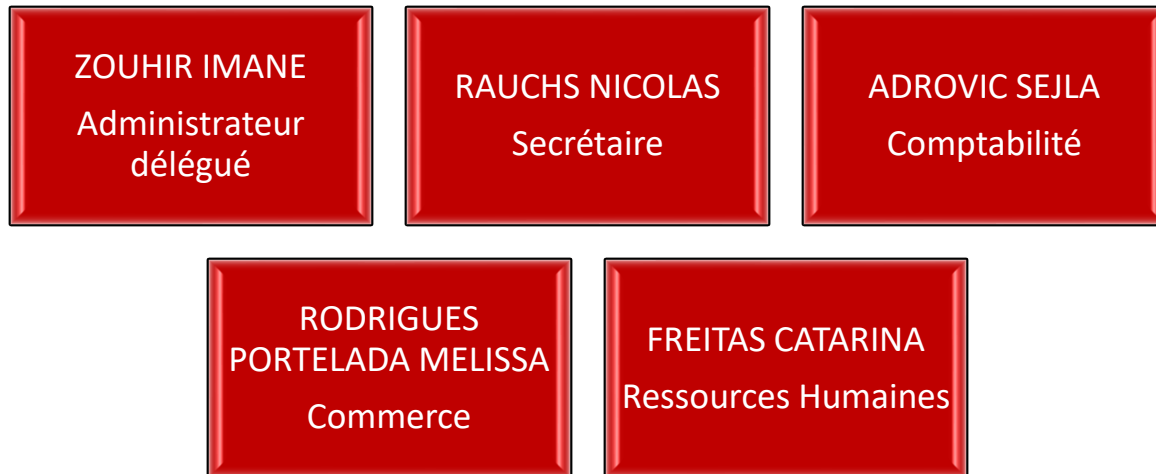 ZOUHIR IMANE
Administrateur
délégué
RAUCHS NICOLAS
Secrétaire
ADROVIC SEJLA
Comptabilité
RODRIGUES
PORTELADA MELISSA
Commerce
FREITAS CATARINA
Ressources Humaines